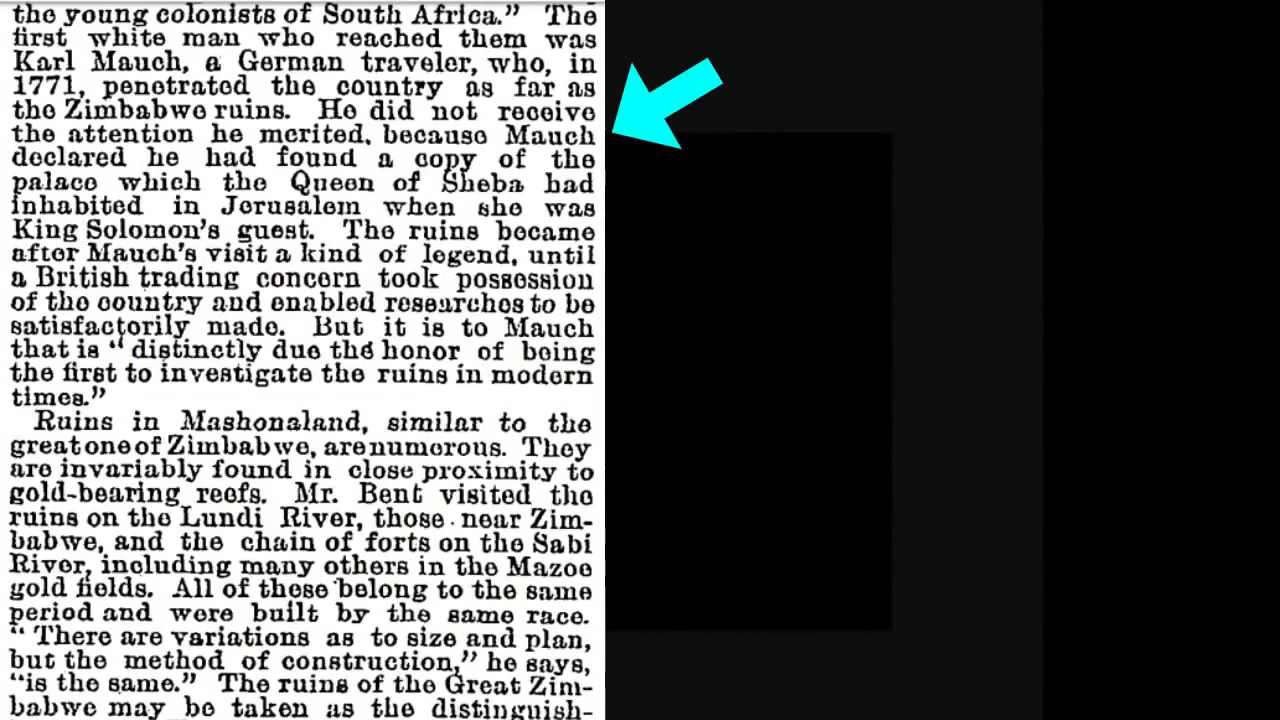 the young colonists of South Africa." The
first white man who reached them was
Karl Mauch, a German traveler, who, in
1771, penetrated the country as far as
the Zimbabwe ruins. He did not receive
the attention he merited, because Mauch
declared he had found a copy of the
palace which the Queen of Sheba had
inhabited in Jerusalem when she was
King Solomon's guest. The ruins became
after Mauch's visit a kind of legend, until
a British trading concern took possession
of the country and enabled researches to be
satisfactorily made. But it is to Mauch
that is "distinctly due the honor of being
the first to investigate the ruins in modern
times."
Ruins in Mashonaland, similar to the
great one of Zimbabwe, are numerous. They
are invariably found in close proximity to
gold-bearing reefs. Mr. Bent visited the
ruins on the Lundi River, those near Zim-
babwe, and the chain of forts on the Sabi
River, including many others in the Mazoe
gold fields. All of these belong to the same
period and were built by the same race.
"There are variations as to size and plan,
but the method of construction," he says,
"is the same." The ruins of the Great Zim-
babwe may be taken as the distinguish-